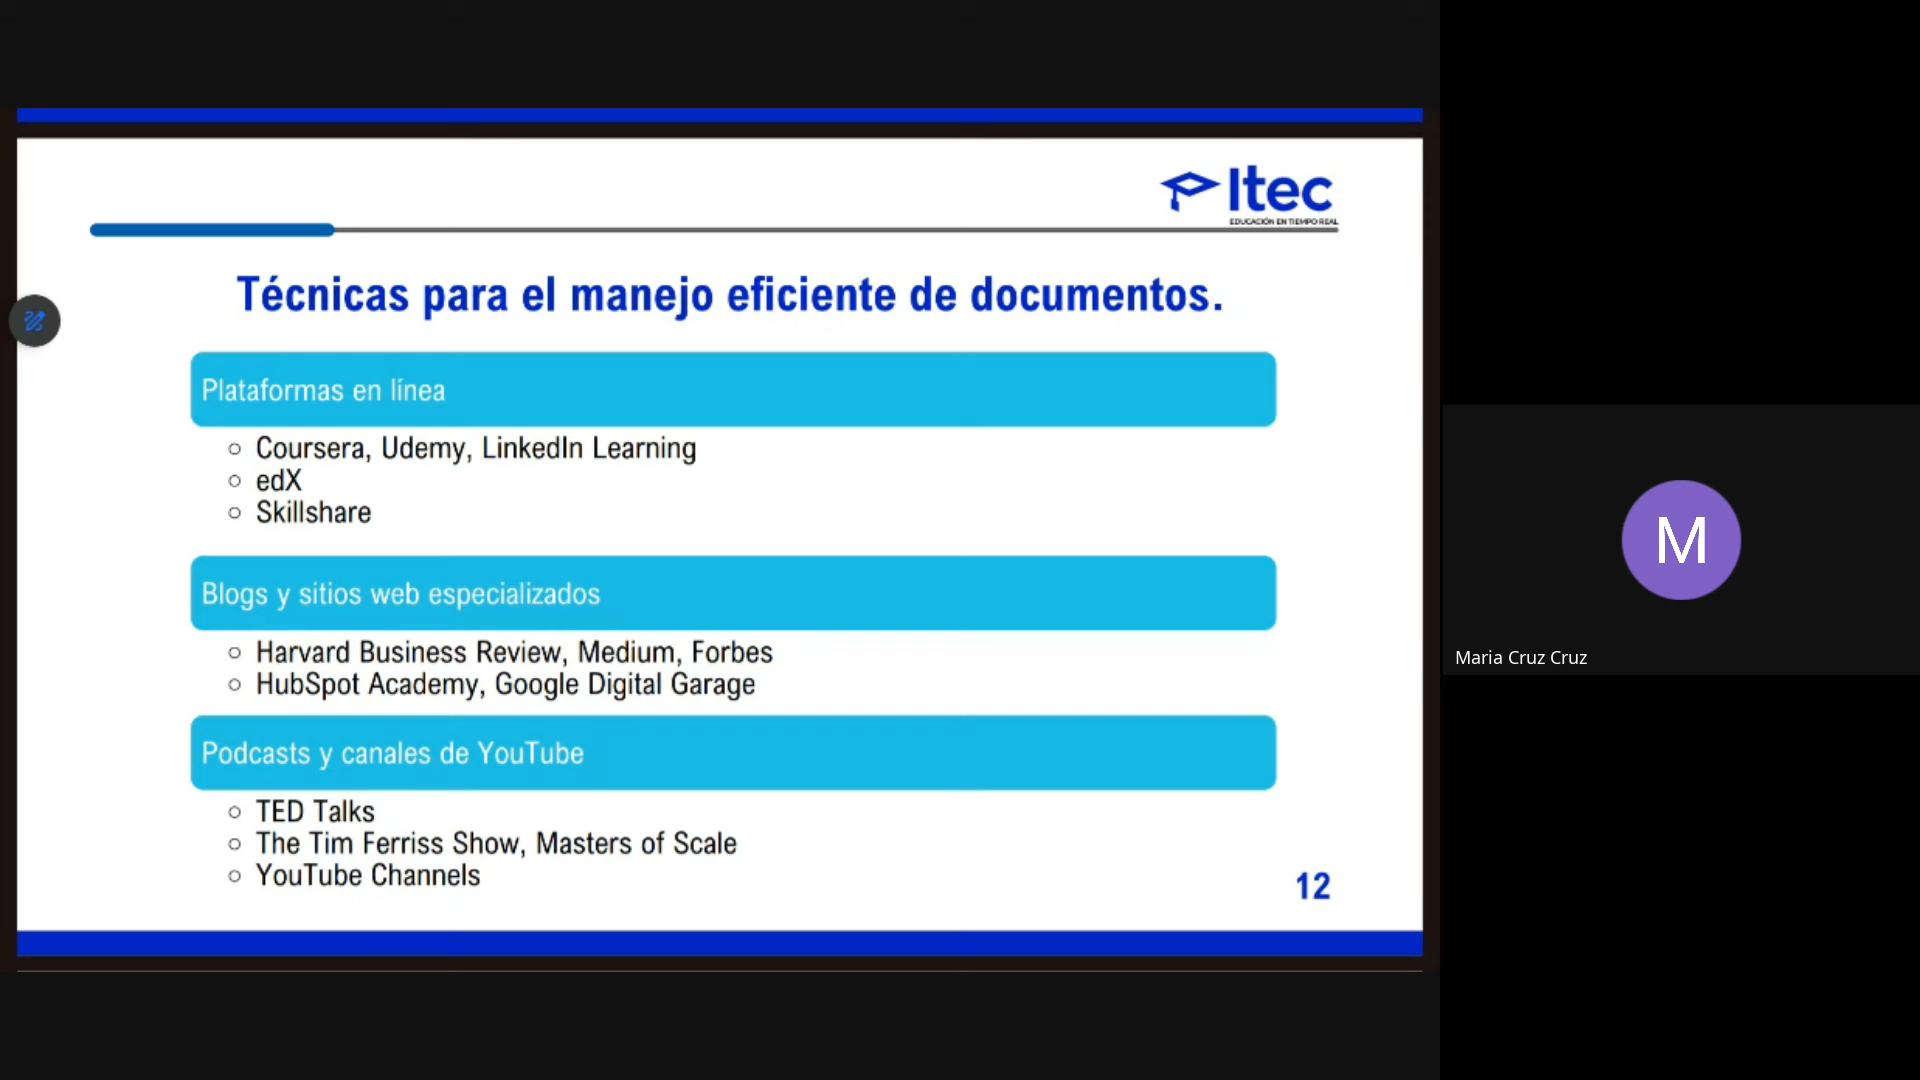 Itec
EDUCACIÓN EN TIEMPO REAL
Técnicas para el manejo eficiente de documentos.
Plataformas en línea
Coursera, Udemy, LinkedIn Learning
edX
Skillshare
Blogs y sitios web especializados
Harvard Business Review, Medium, Forbes
HubSpot Academy, Google Digital Garage
Podcasts y canales de YouTube
TED Talks
The Tim Ferriss Show, Masters of Scale
YouTube Channels
12
M
Maria Cruz Cruz